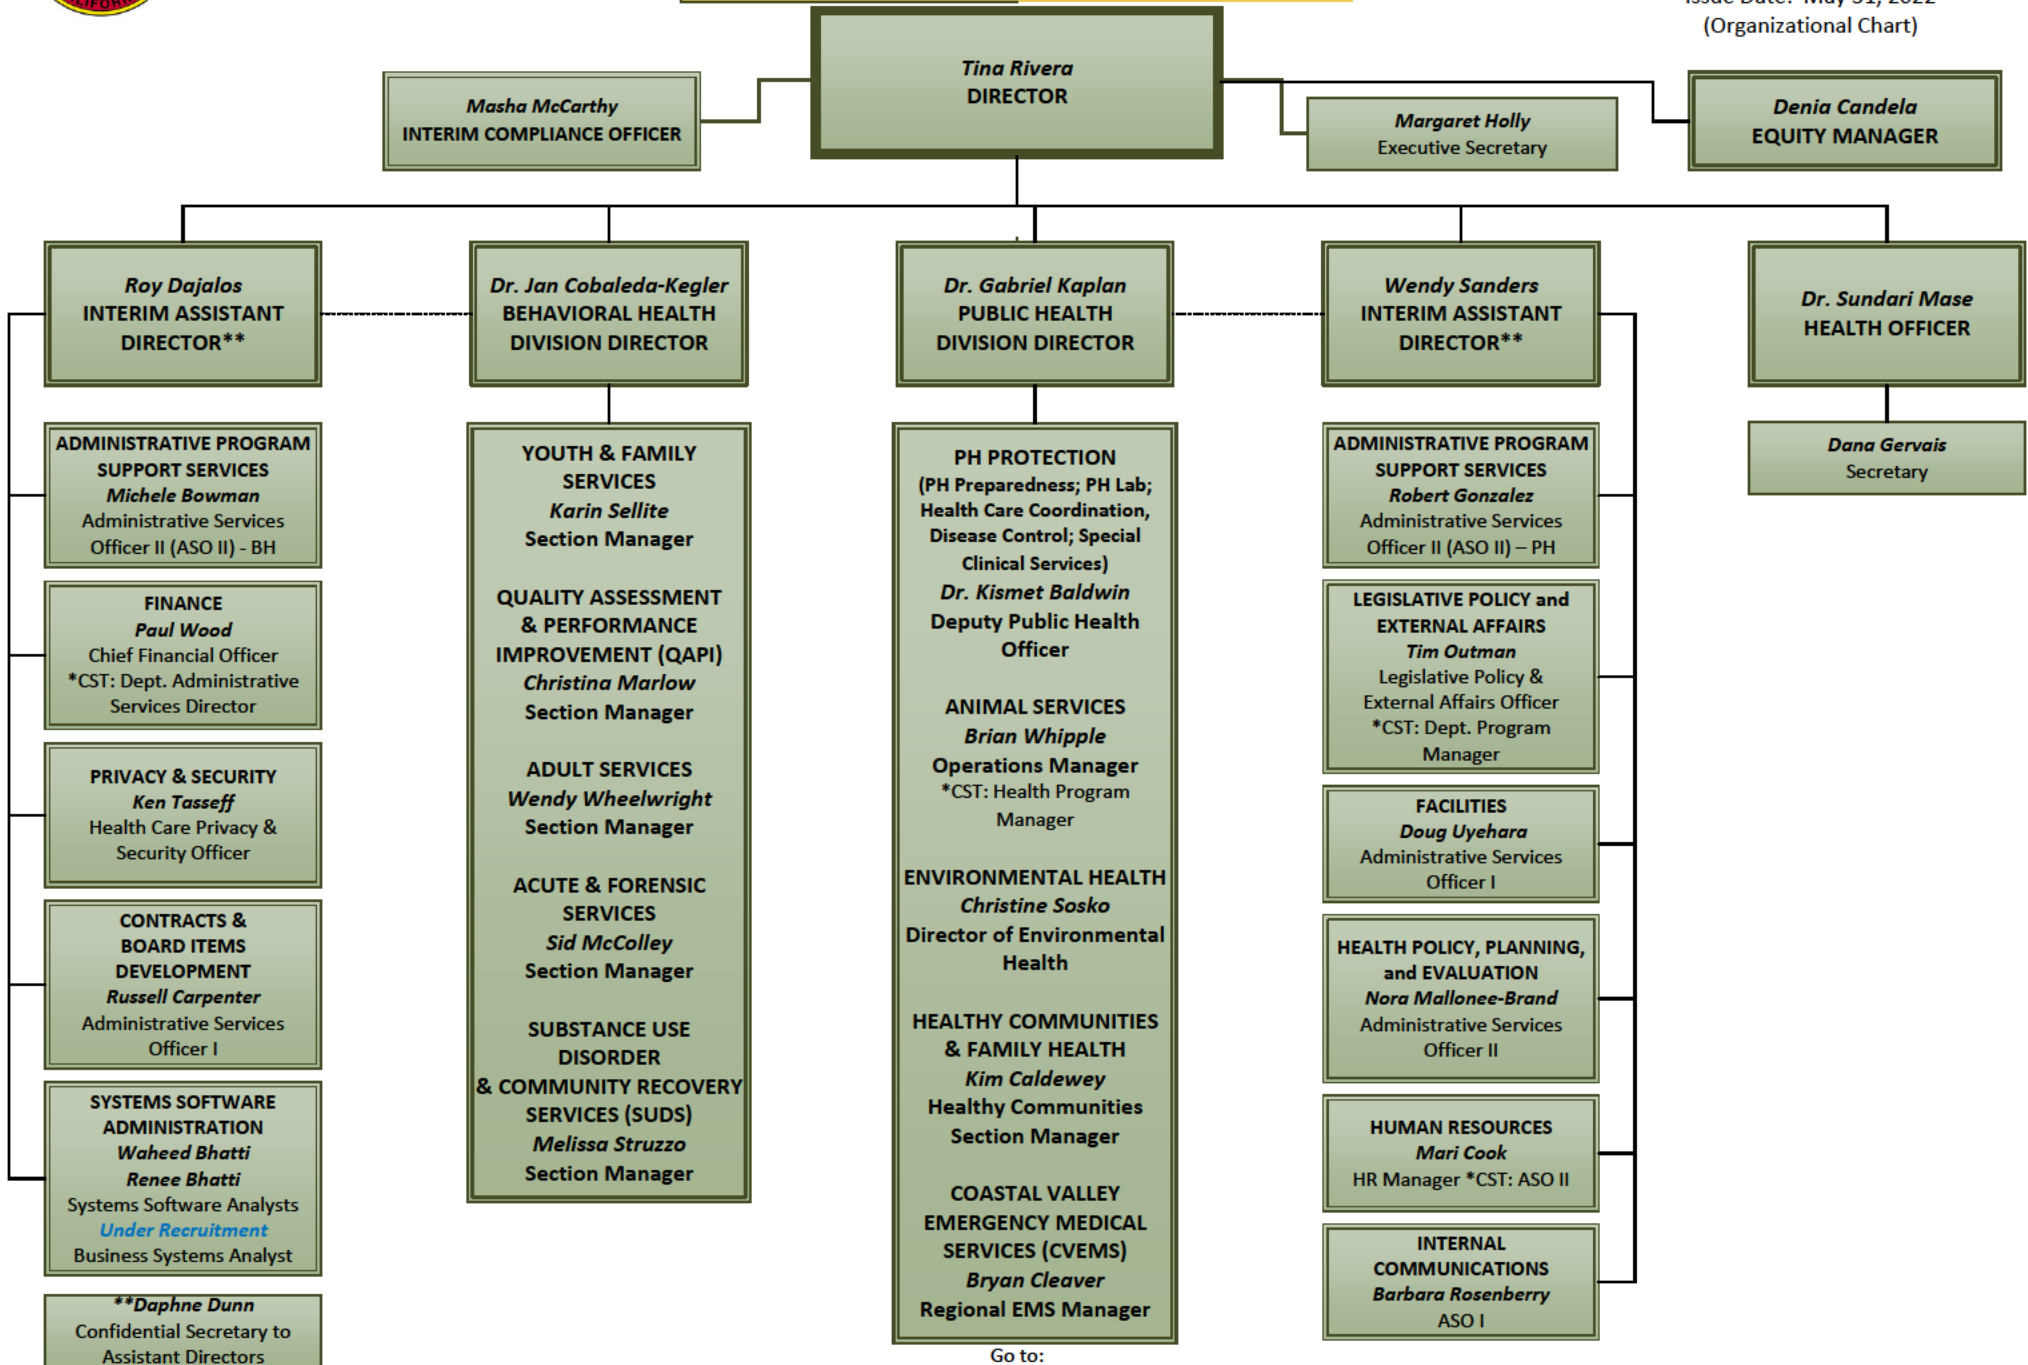 Issue Date: May 31, 2022
(Organizational Chart)
Tina Rivera
DIRECTOR
Masha McCarthy
INTERIM COMPLIANCE OFFICER
Margaret Holly
Executive Secretary
Denia Candela
EQUITY MANAGER
Roy Dajalos
INTERIM ASSISTANT
DIRECTOR**
Dr. Jan Cobaleda-Kegler
BEHAVIORAL HEALTH
DIVISION DIRECTOR
Dr. Gabriel Kaplan
PUBLIC HEALTH
DIVISION DIRECTOR
Wendy Sanders
INTERIM ASSISTANT
DIRECTOR**
Dr. Sundari Mase
HEALTH OFFICER
ADMINISTRATIVE PROGRAM
SUPPORT SERVICES
Michele Bowman
Administrative Services
Officer II (ASO II) - BH
FINANCE
Paul Wood
Chief Financial Officer
*CST: Dept. Administrative
Services Director
PRIVACY & SECURITY
Ken Tasseff
Health Care Privacy &
Security Officer
CONTRACTS &
BOARD ITEMS
DEVELOPMENT
Russell Carpenter
Administrative Services
Officer I
SYSTEMS SOFTWARE
ADMINISTRATION
Waheed Bhatti
Renee Bhatti
Systems Software Analysts
Under Recruitment
Business Systems Analyst
**Daphne Dunn
Confidential Secretary to
Assistant Directors
YOUTH & FAMILY
SERVICES
Karin Sellite
Section Manager
QUALITY ASSESSMENT
& PERFORMANCE
IMPROVEMENT (QAPI)
Christina Marlow
Section Manager
ADULT SERVICES
Wendy Wheelwright
Section Manager
ACUTE & FORENSIC
SERVICES
Sid McColley
Section Manager
SUBSTANCE USE
DISORDER
& COMMUNITY RECOVERY
SERVICES (SUDS)
Melissa Struzzo
Section Manager
PH PROTECTION
(PH Preparedness; PH Lab;
Health Care Coordination,
Disease Control; Special
Clinical Services)
Dr. Kismet Baldwin
Deputy Public Health
Officer
ANIMAL SERVICES
Brian Whipple
Operations Manager
*CST: Health Program
Manager
ENVIRONMENTAL HEALTH
Christine Sosko
Director of Environmental
Health
HEALTHY COMMUNITIES
& FAMILY HEALTH
Kim Caldewey
Healthy Communities
Section Manager
COASTAL VALLEY
EMERGENCY MEDICAL
SERVICES (CVEMS)
Bryan Cleaver
Regional EMS Manager
Go to:
ADMINISTRATIVE PROGRAM
SUPPORT SERVICES
Robert Gonzalez
Administrative Services
Officer II (ASO II) – PH
LEGISLATIVE POLICY and
EXTERNAL AFFAIRS
Tim Outman
Legislative Policy &
External Affairs Officer
*CST: Dept. Program
Manager
FACILITIES
Doug Uyehara
Administrative Services
Officer I
HEALTH POLICY, PLANNING,
and EVALUATION
Nora Mallonee-Brand
Administrative Services
Officer II
HUMAN RESOURCES
Mari Cook
HR Manager *CST: ASO II
INTERNAL
COMMUNICATIONS
Barbara Rosenberry
ASO I
Dana Gervais
Secretary